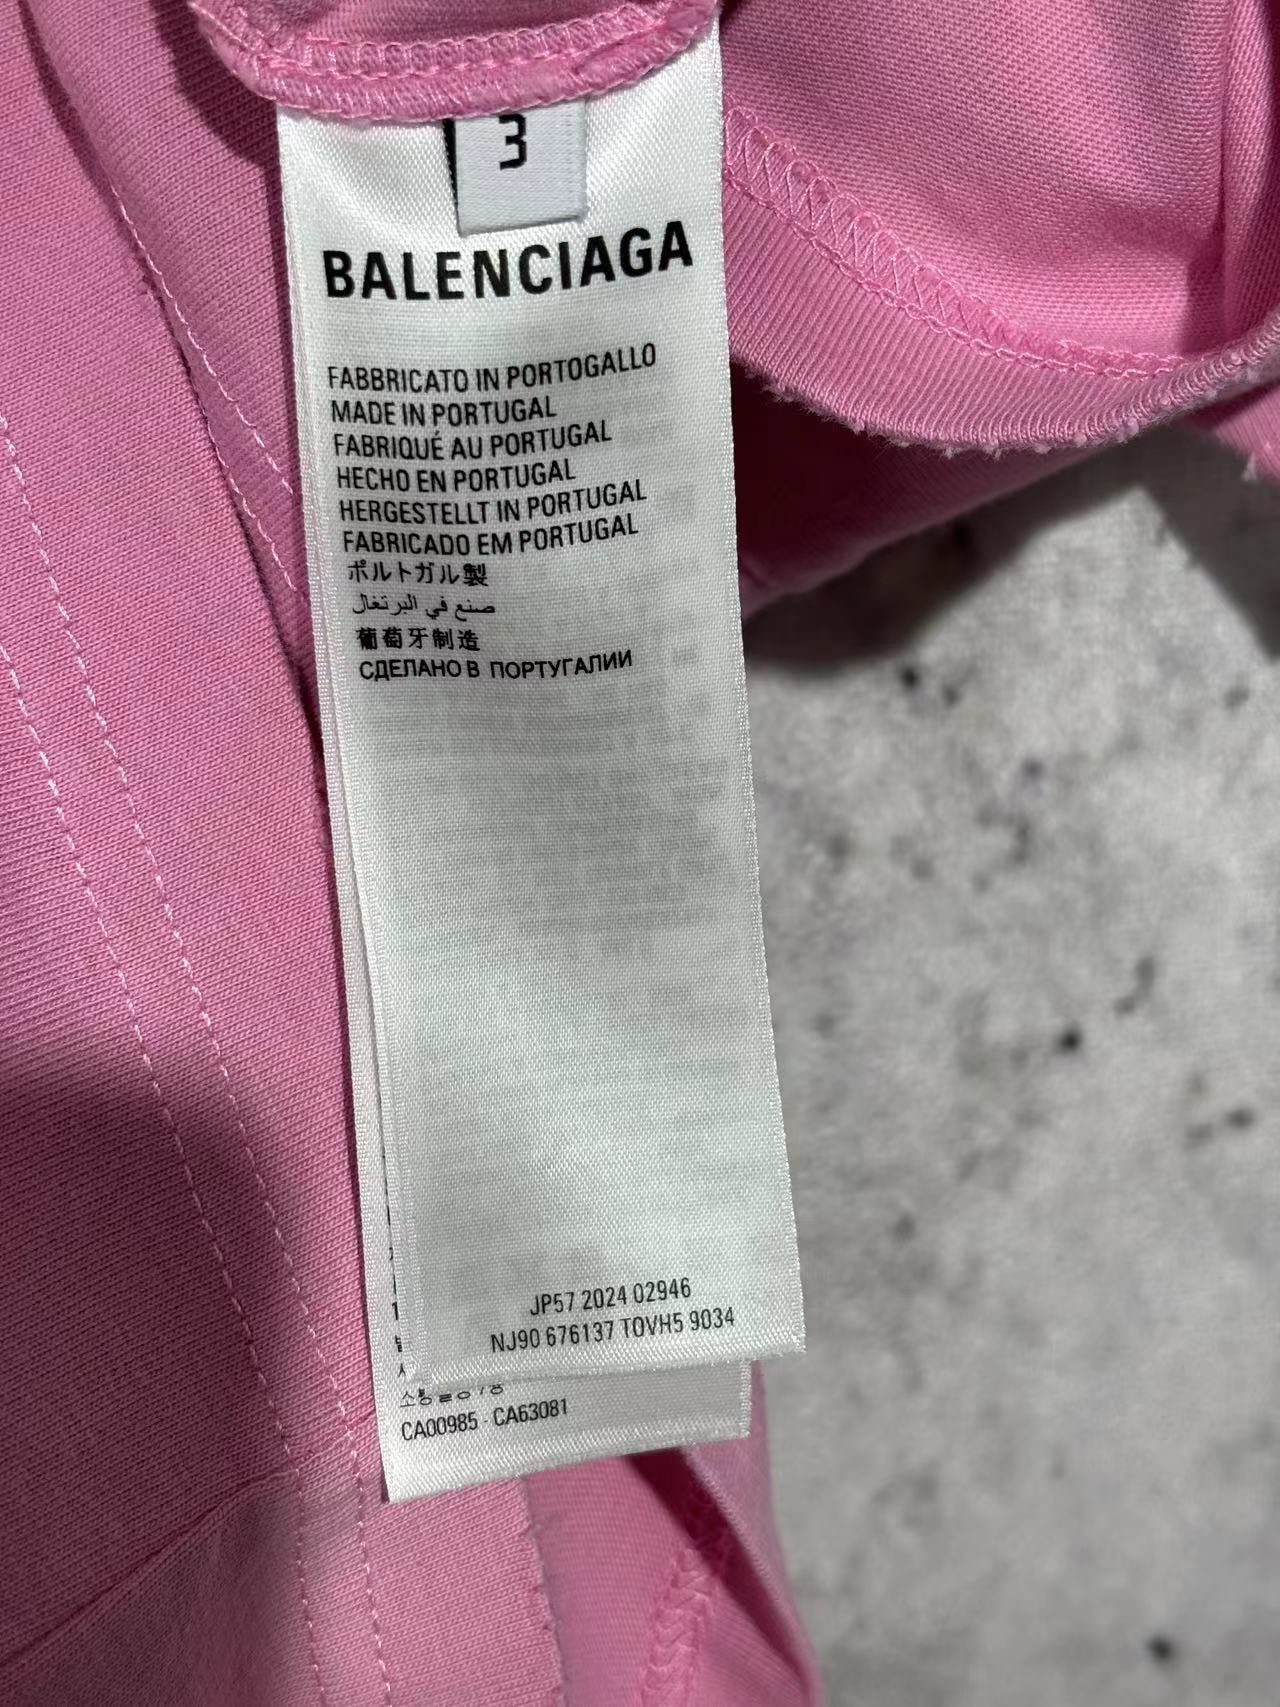 3
BALENCIAGA
FABBRICATO IN PORTOGALLO
MADE IN PORTUGAL
FABRIQUÉ AU PORTUGAL
HECHO EN PORTUGAL
HERGESTELLT IN PORTUGAL
FABRICADO EM PORTUGAL
ポルトガル製
صنع في البرتغال
葡萄牙制造
СДЕЛАНО В ПОРТУГАЛИИ
JP57 2024 02946
NJ90 676137 TOVH5 9034
CA00985 - CA63081